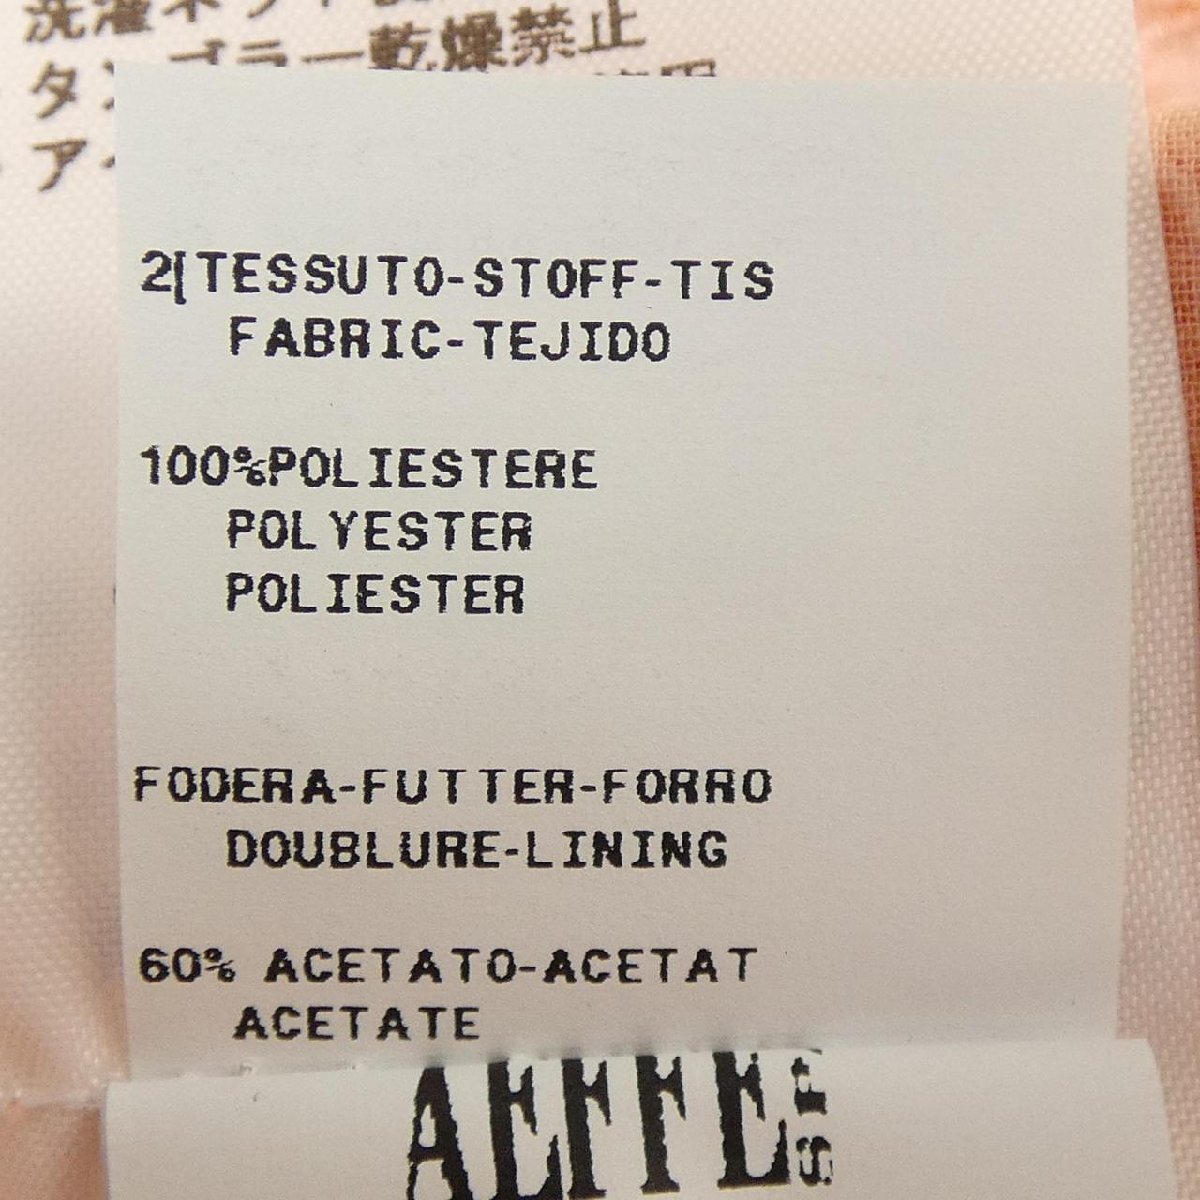 乾燥禁止
2[TESSUTO-STOFF-TIS
FABRIC-TEJIDO
100%POLIESTERE
POLYESTER
POLIESTER
FODERA-FUTTER-FORRO
DOUBLURE-LINING
60% ACETATO-ACETAT
ACETATE
AEFFE